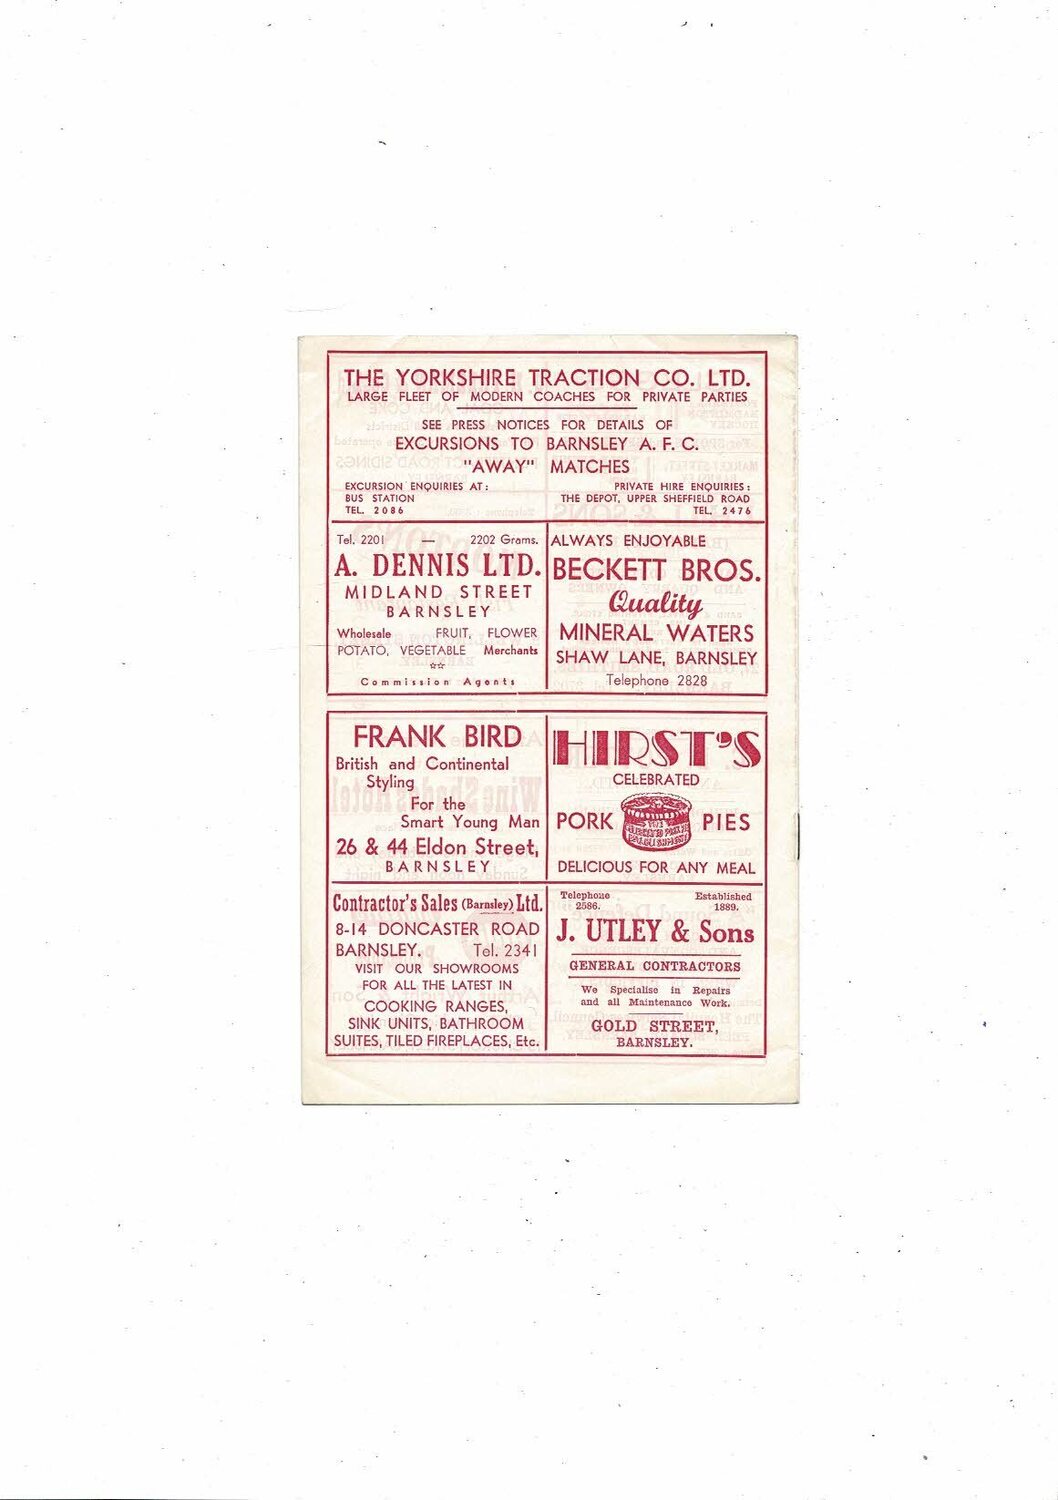 THE YORKSHIRE TRACTION CO. LTD.
LARGE FLEET OF MODERN COACHES FOR PRIVATE PARTIES
SEE PRESS NOTICES FOR DETAILS OF
EXCURSIONS TO BARNSLEY A. F. C.
"AWAY" MATCHES
EXCURSION ENQUIRIES AT:
BUS STATION
TEL. 2086
PRIVATE HIRE ENQUIRIES:
THE DEPOT, UPPER SHEFFIELD ROAD
TEL. 2476
Tel. 2201 — 2202 Grams.
A. DENNIS LTD.
MIDLAND STREET
BARNSLEY
Wholesale FRUIT, FLOWER
POTATO, VEGETABLE Merchants
☆☆
Commission Agents
ALWAYS ENJOYABLE
BECKETT BROS.
Quality
MINERAL WATERS
SHAW LANE, BARNSLEY
Telephone 2828
FRANK BIRD
British and Continental
Styling
For the
Smart Young Man
26 & 44 Eldon Street,
BARNSLEY
HIRST'S
CELEBRATED
PORK PIES
DELICIOUS FOR ANY MEAL
Contractor's Sales (Barnsley) Ltd.
8-14 DONCASTER ROAD
BARNSLEY. Tel. 2341
VISIT OUR SHOWROOMS
FOR ALL THE LATEST IN
COOKING RANGES,
SINK UNITS, BATHROOM
SUITES, TILED FIREPLACES, Etc.
Telephone Established
2586. 1889.
J. UTLEY & Sons
GENERAL CONTRACTORS
We Specialise in Repairs
and all Maintenance Work.
GOLD STREET,
BARNSLEY.